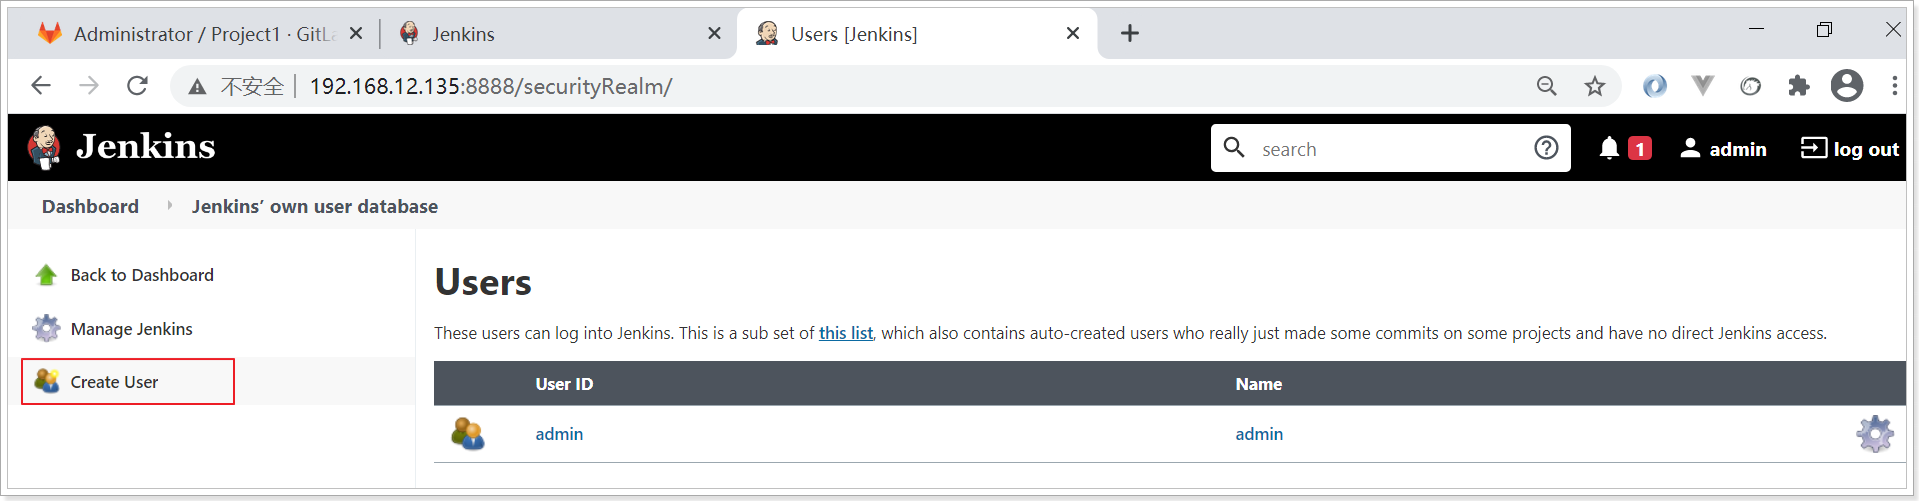 Administrator / Project1 · GitLa
Jenkins
Users [Jenkins]
不安全 192.168.12.135:8888/securityRealm/
Jenkins
search
1
admin
log out
Dashboard
Jenkins’ own user database
Back to Dashboard
Manage Jenkins
Create User
Users
These users can log into Jenkins. This is a sub set of this list, which also contains auto-created users who really just made some commits on some projects and have no direct Jenkins access.
User ID Name
admin admin